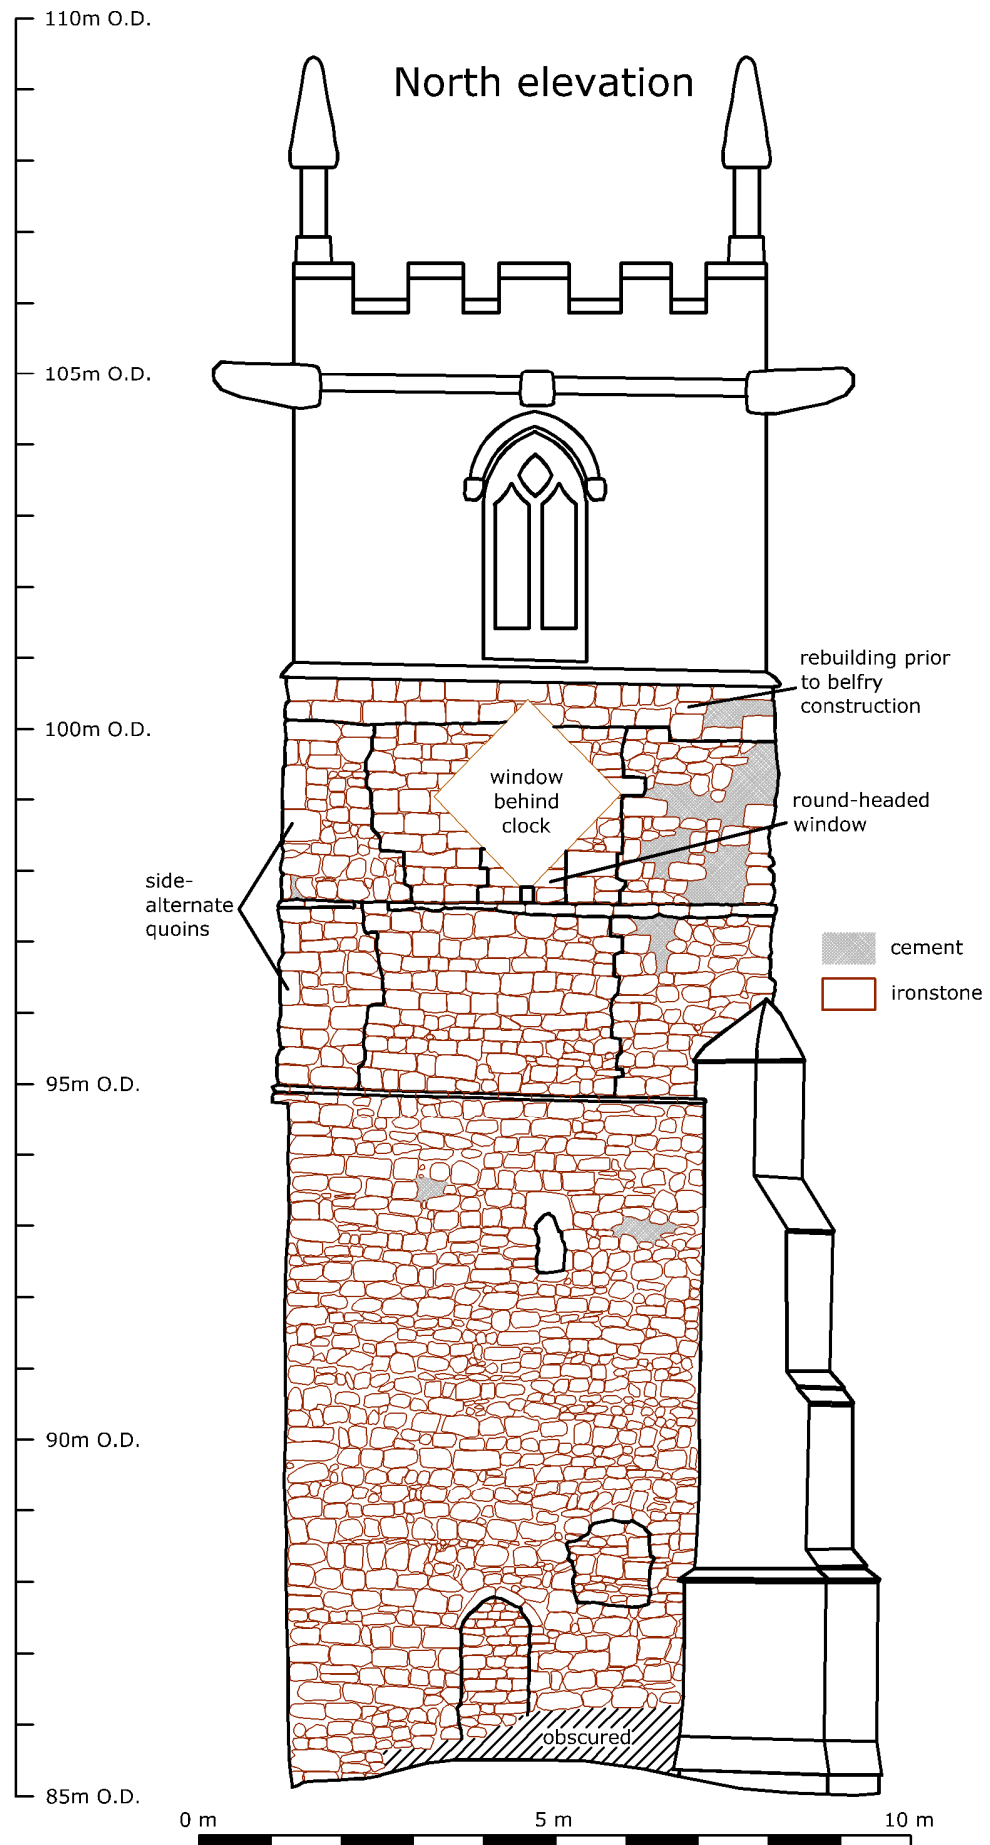 110m O.D.
North elevation
105m O.D.
rebuilding prior
to belfry
construction
100m O.D.
window
behind
clock
round-headed
window
side-
alternate
quoins
cement
ironstone
95m O.D.
90m O.D.
obscured
85m O.D.
0 m
5 m
10 m